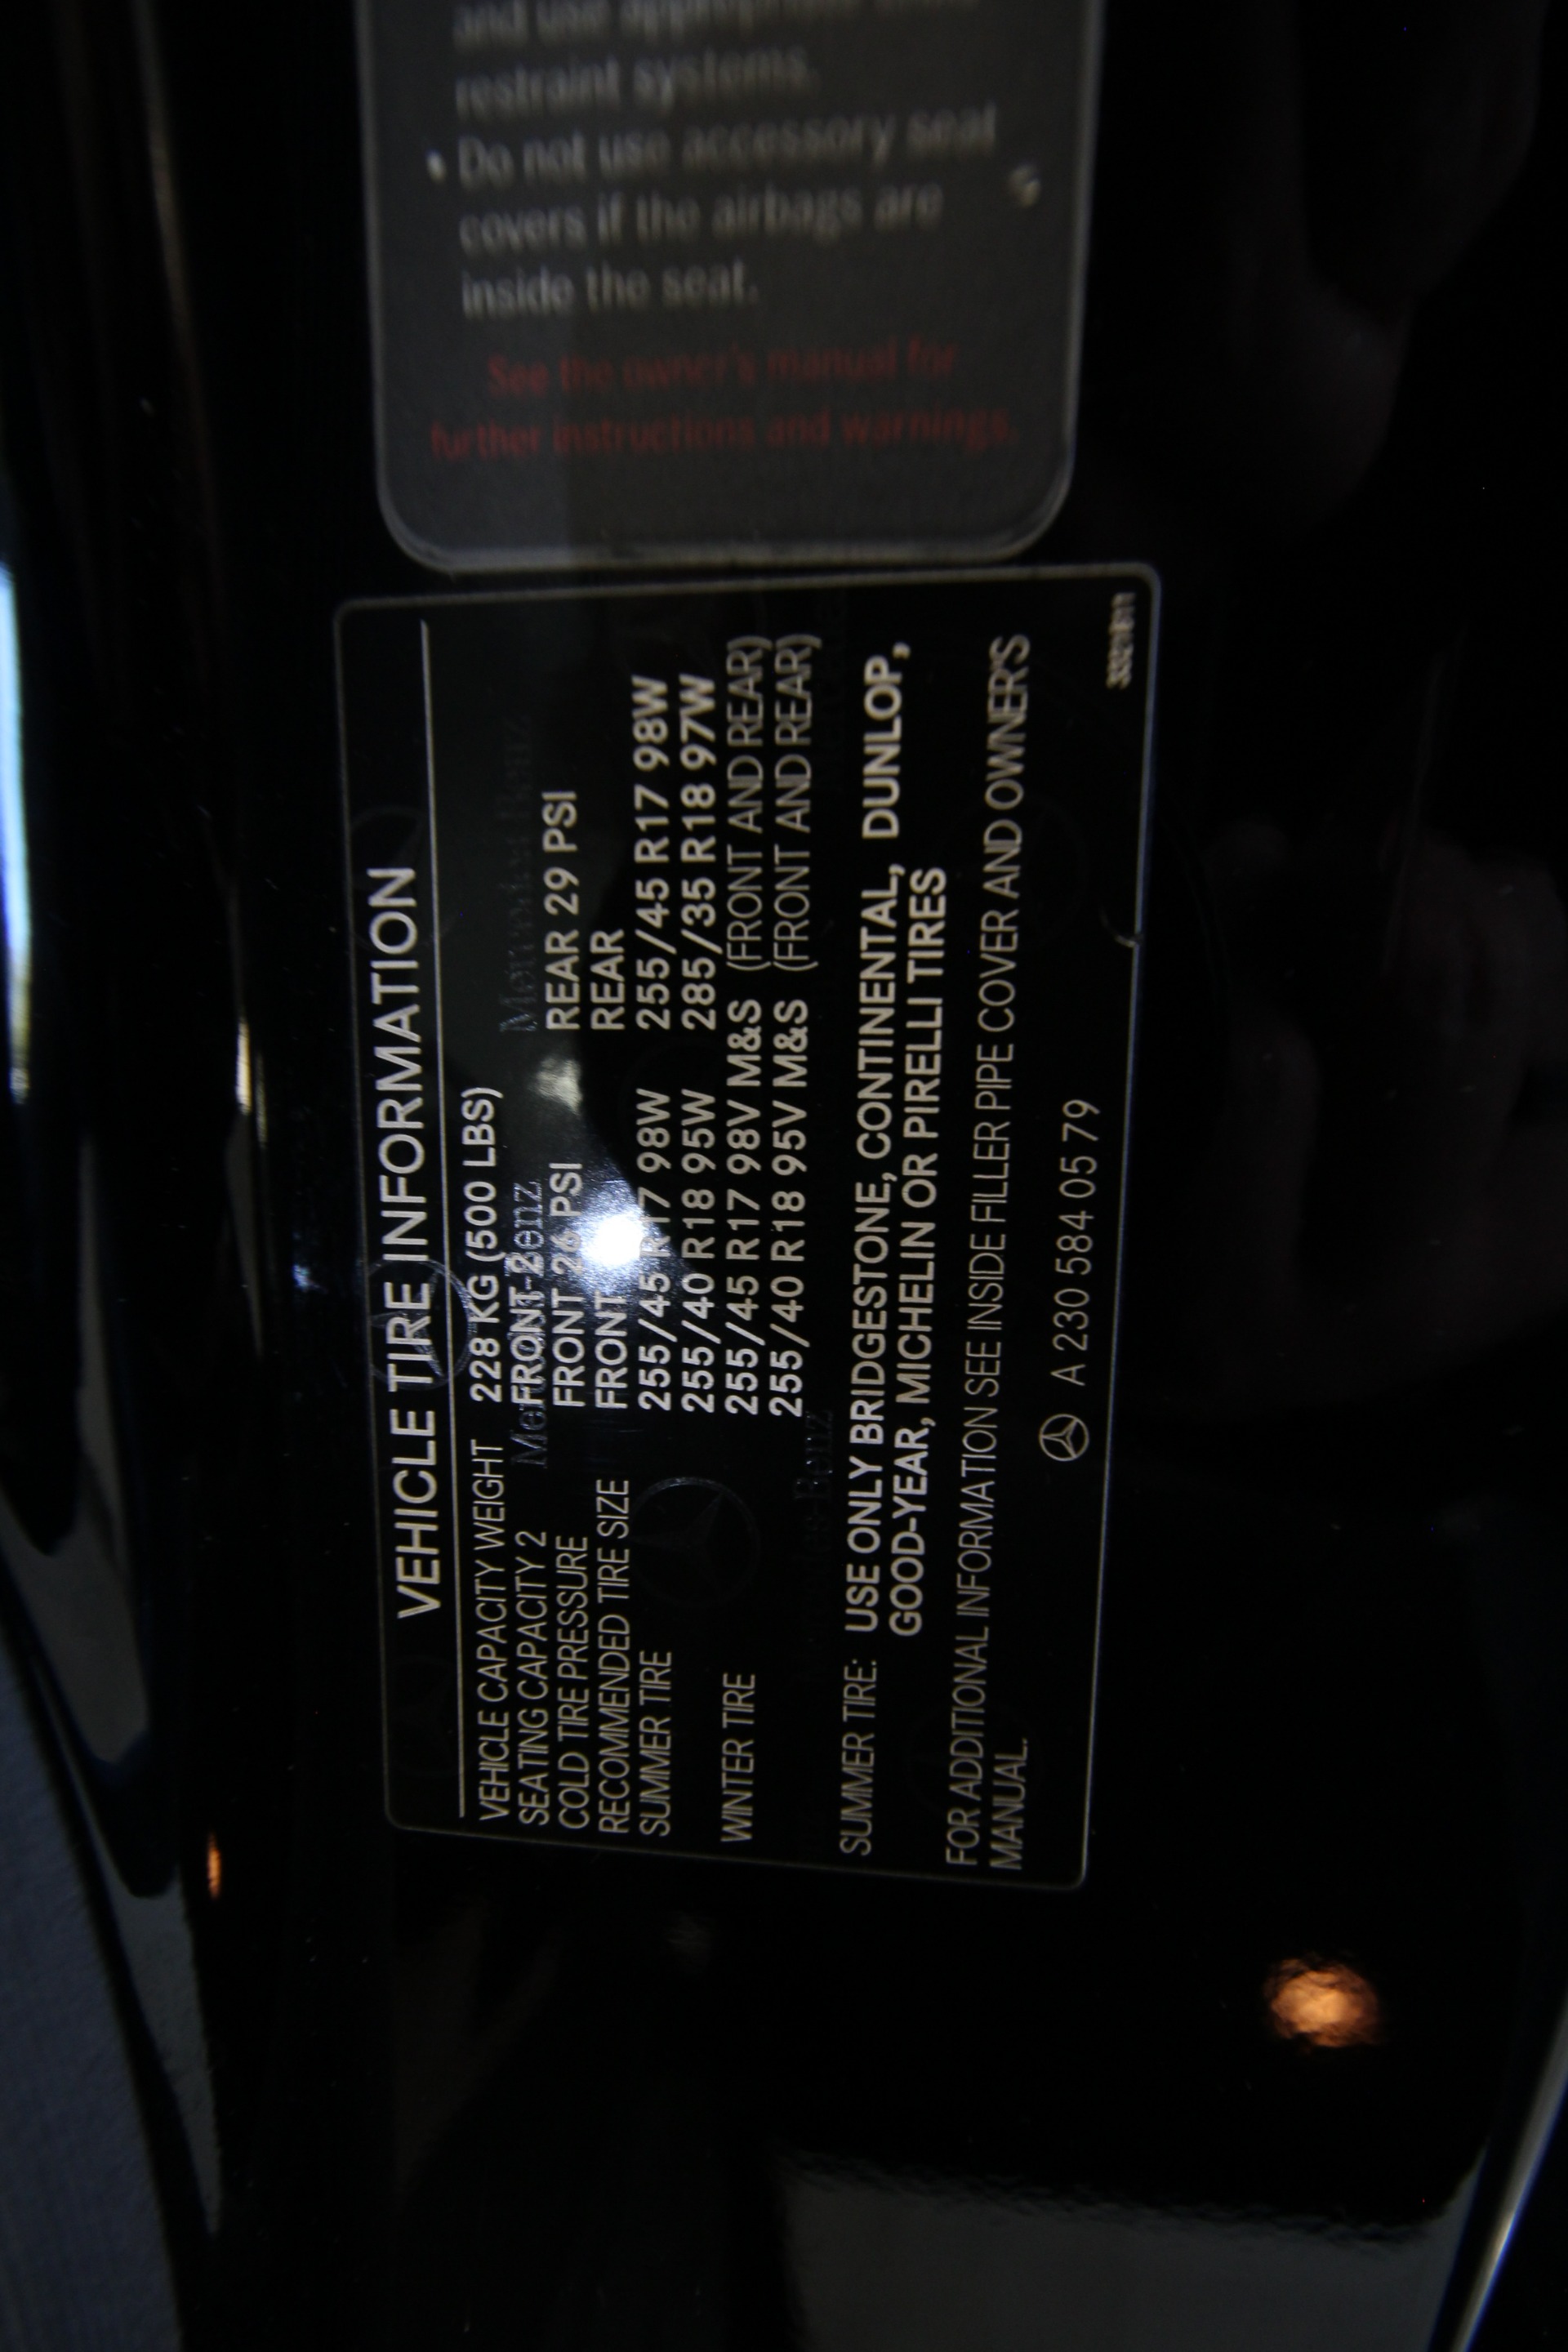 restraint systems.
• Do not use accessory seat
covers if the airbags are
inside the seat.
See the owner's manual for
further instructions and warnings.
VEHICLE TIRE INFORMATION
VEHICLE CAPACITY WEIGHT 228 KG (500 LBS)
SEATING CAPACITY 2 FRONT 2
COLD TIRE PRESSURE FRONT 26 PSI REAR 29 PSI
RECOMMENDED TIRE SIZE FRONT REAR
SUMMER TIRE 255/45 R17 98W 255/45 R17 98W
255/40 R18 95W 285/35 R18 97W
WINTER TIRE 255/45 R17 98V M&S (FRONT AND REAR)
255/40 R18 95V M&S (FRONT AND REAR)
SUMMER TIRE: USE ONLY BRIDGESTONE, CONTINENTAL, DUNLOP,
GOOD-YEAR, MICHELIN OR PIRELLI TIRES
FOR ADDITIONAL INFORMATION SEE INSIDE FILLER PIPE COVER AND OWNER'S
MANUAL.
A 230 584 05 79
Mercedes-Benz
Mercedes-Benz
Mercedes-Benz